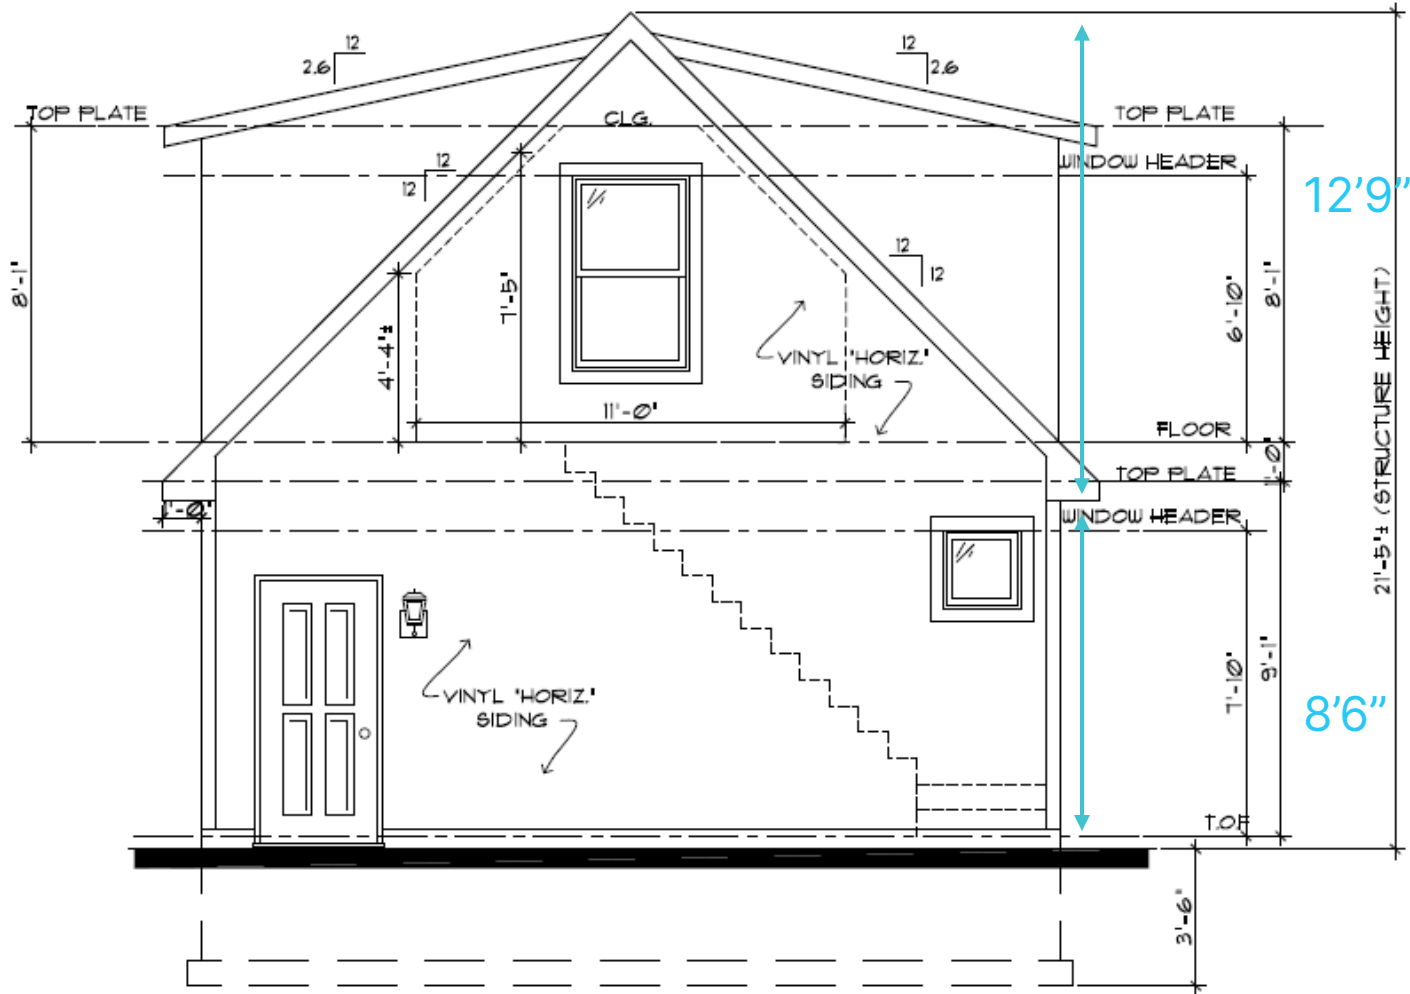 12
2.6
12
2.6
TOP PLATE
TOP PLATE
CLG.
12
12
WINDOW HEADER
12'9"
12
12
8'-1"
7'-5"
4'-4"±
6'-10"
8'-1"
VINYL "HORIZ."
SIDING
11'-0"
FLOOR
1'-0"
TOP PLATE
1'-0"
WINDOW HEADER
21'-5"± (STRUCTURE HEIGHT)
VINYL "HORIZ."
SIDING
7'-10"
9'-1"
8'6"
T.O.F
3'-6"